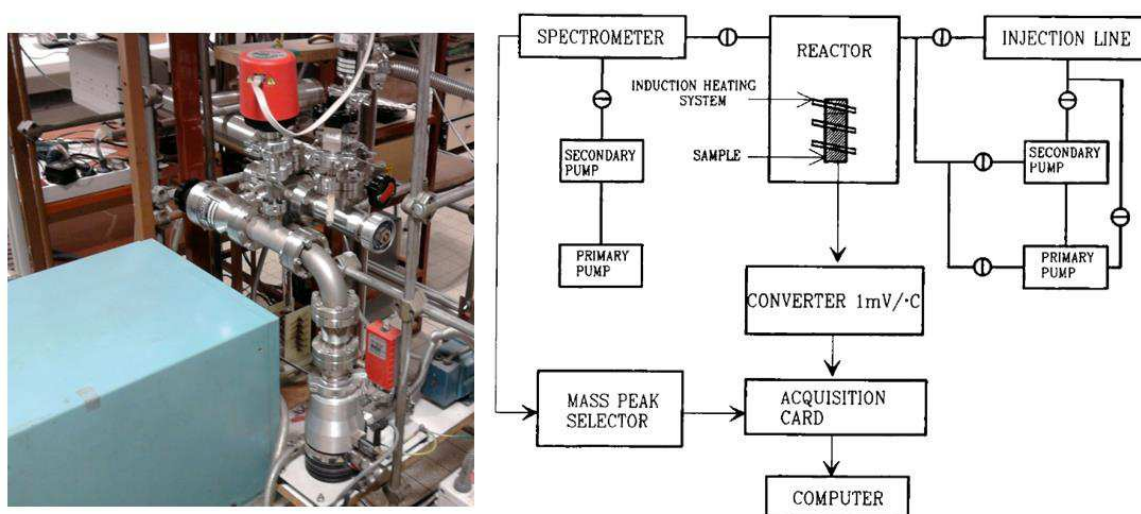 SPECTROMETER
REACTOR
INJECTION LINE
INDUCTION HEATING
SYSTEM
SAMPLE
SECONDARY
PUMP
SECONDARY
PUMP
PRIMARY
PUMP
PRIMARY
PUMP
CONVERTER 1mV/·C
MASS PEAK
SELECTOR
ACQUISITION
CARD
COMPUTER